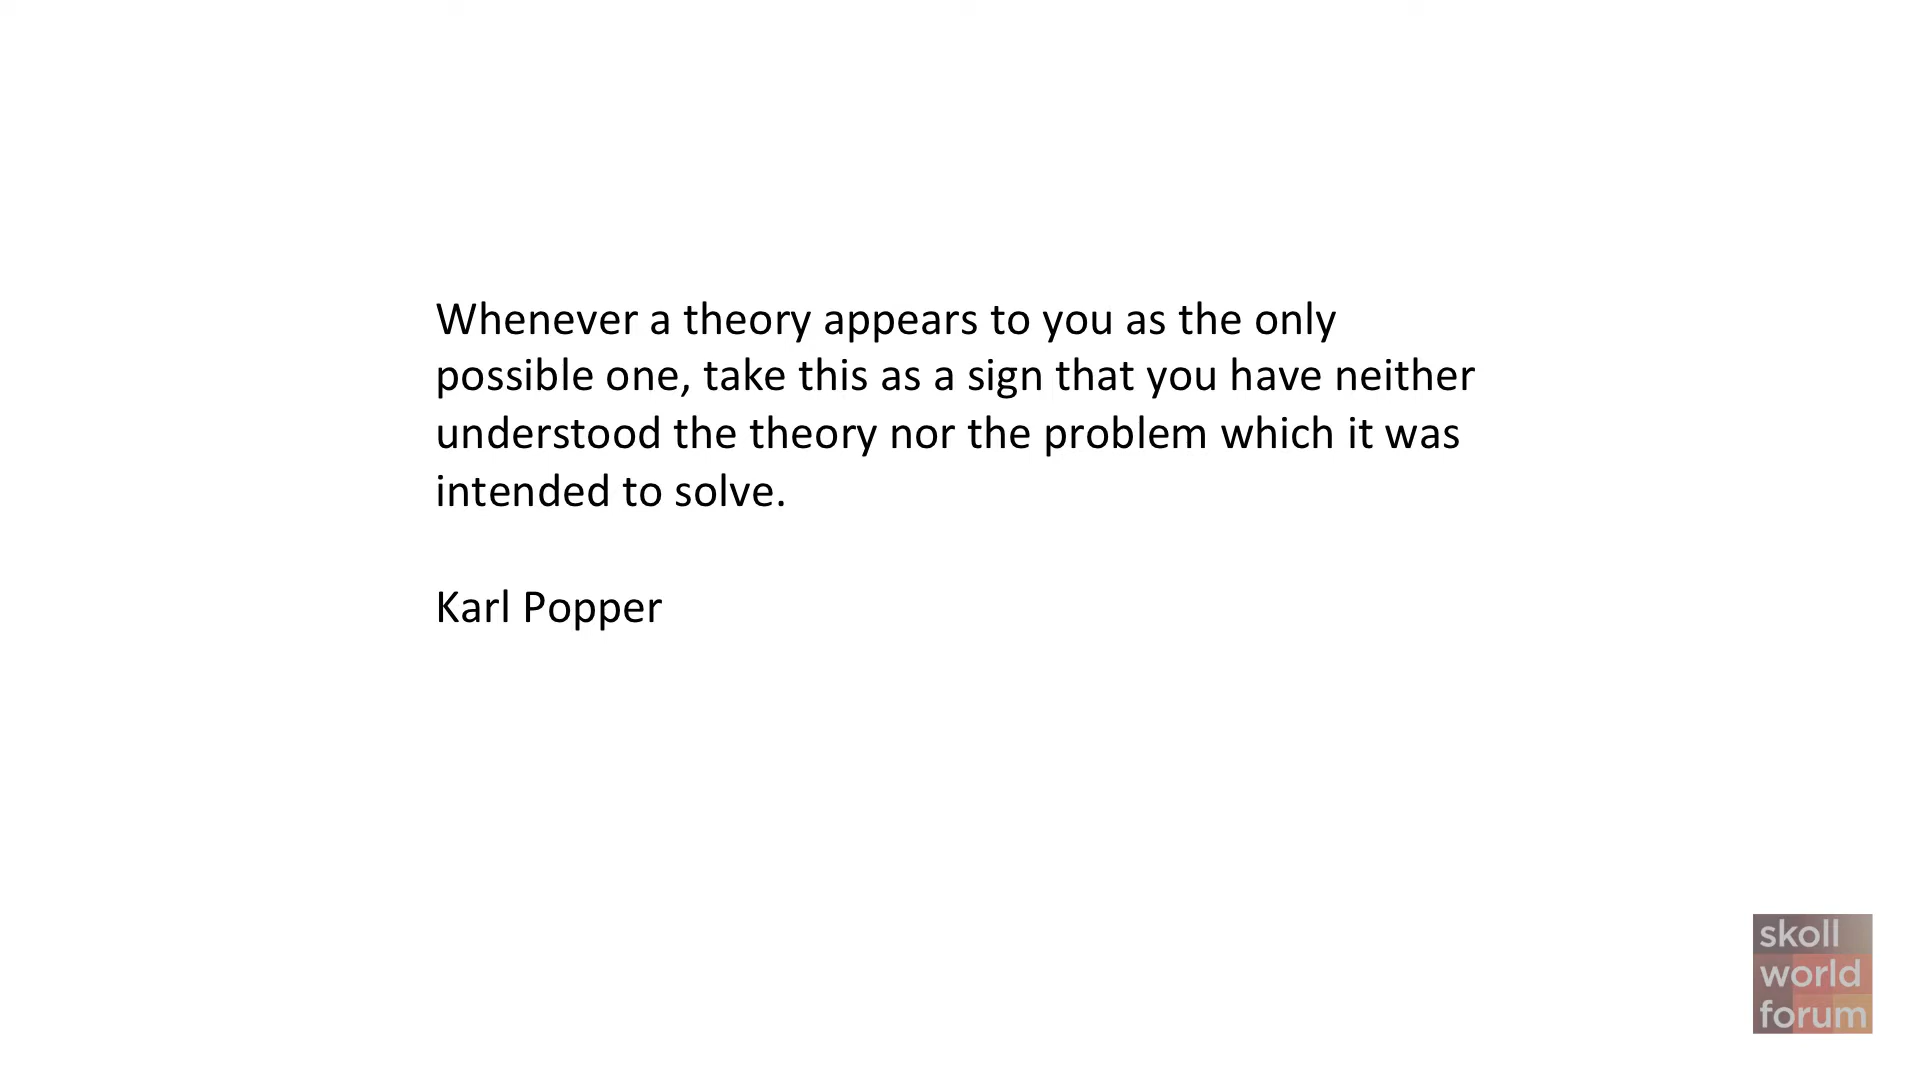 Whenever a theory appears to you as the only
possible one, take this as a sign that you have neither
understood the theory nor the problem which it was
intended to solve.
Karl Popper
skoll
world
forum